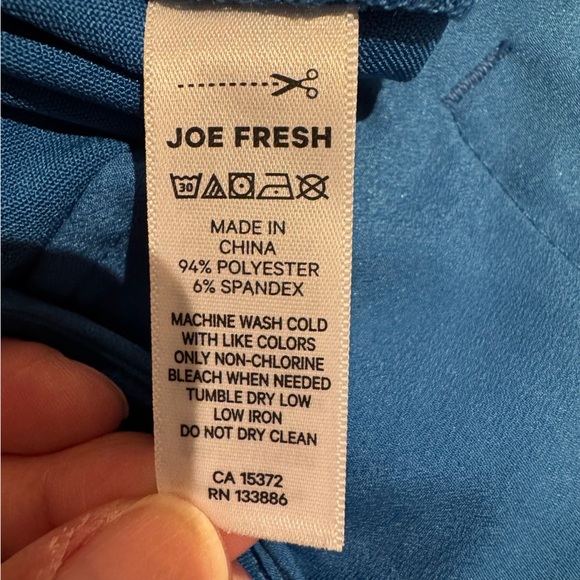 JOE FRESH
30
MADE IN
CHINA
94% POLYESTER
6% SPANDEX
MACHINE WASH COLD
WITH LIKE COLORS
ONLY NON-CHLORINE
BLEACH WHEN NEEDED
TUMBLE DRY LOW
LOW IRON
DO NOT DRY CLEAN
CA 15372
RN 133886